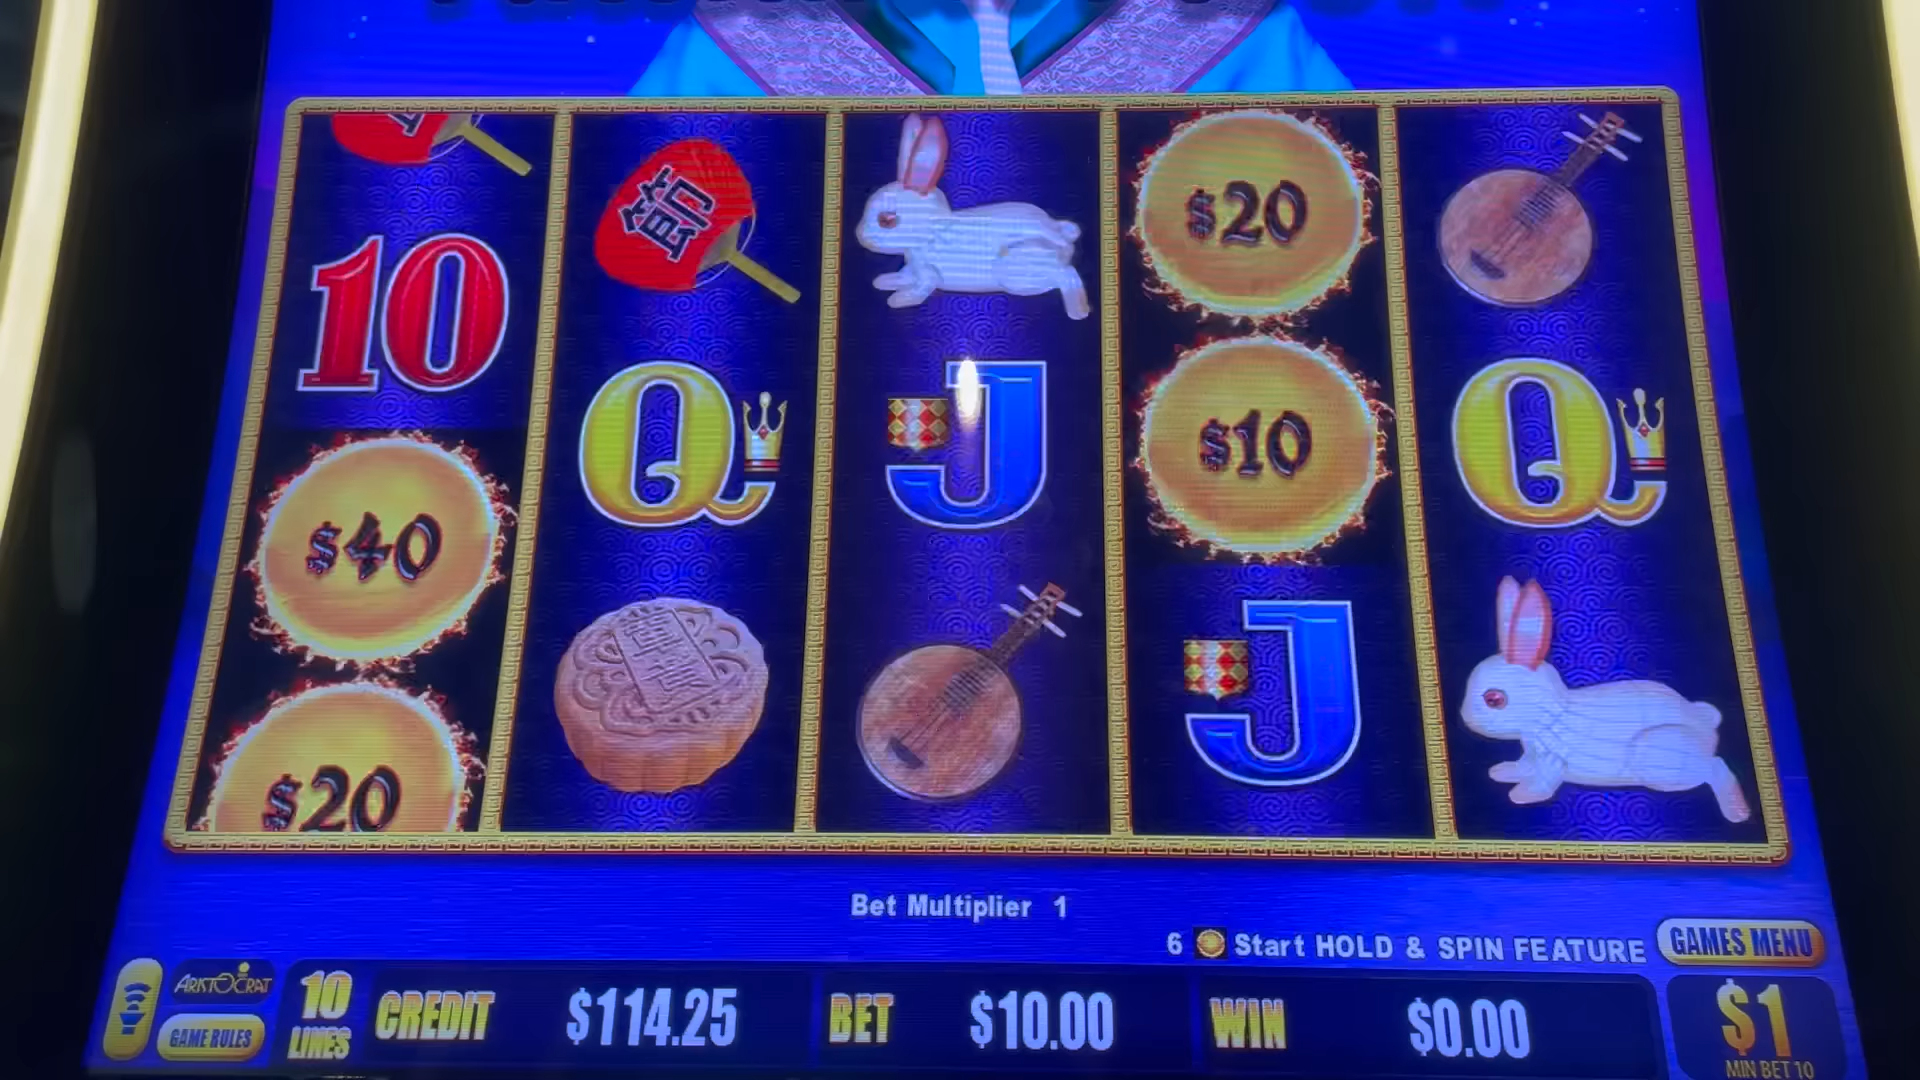 $20
10
$10
Q
J
Q
$40
J
$20
Bet Multiplier 1
6 Start HOLD & SPIN FEATURE
GAMES MENU
ARISTOCRAT
GAME RULES
10 LINES
CREDIT $114.25
BET $10.00
WIN $0.00
$1
MIN BET 10